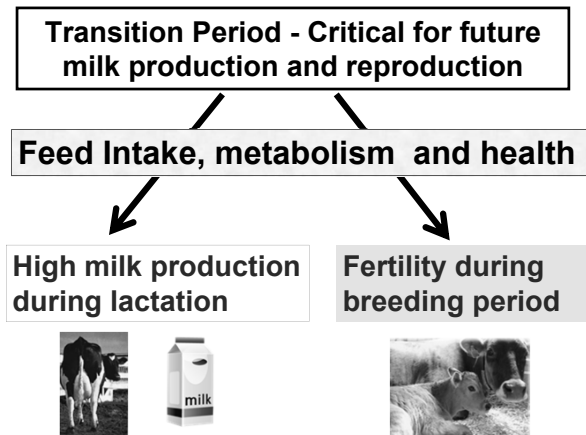 Transition Period - Critical for future
milk production and reproduction
Feed Intake, metabolism and health
High milk production
during lactation
Fertility during
breeding period
milk